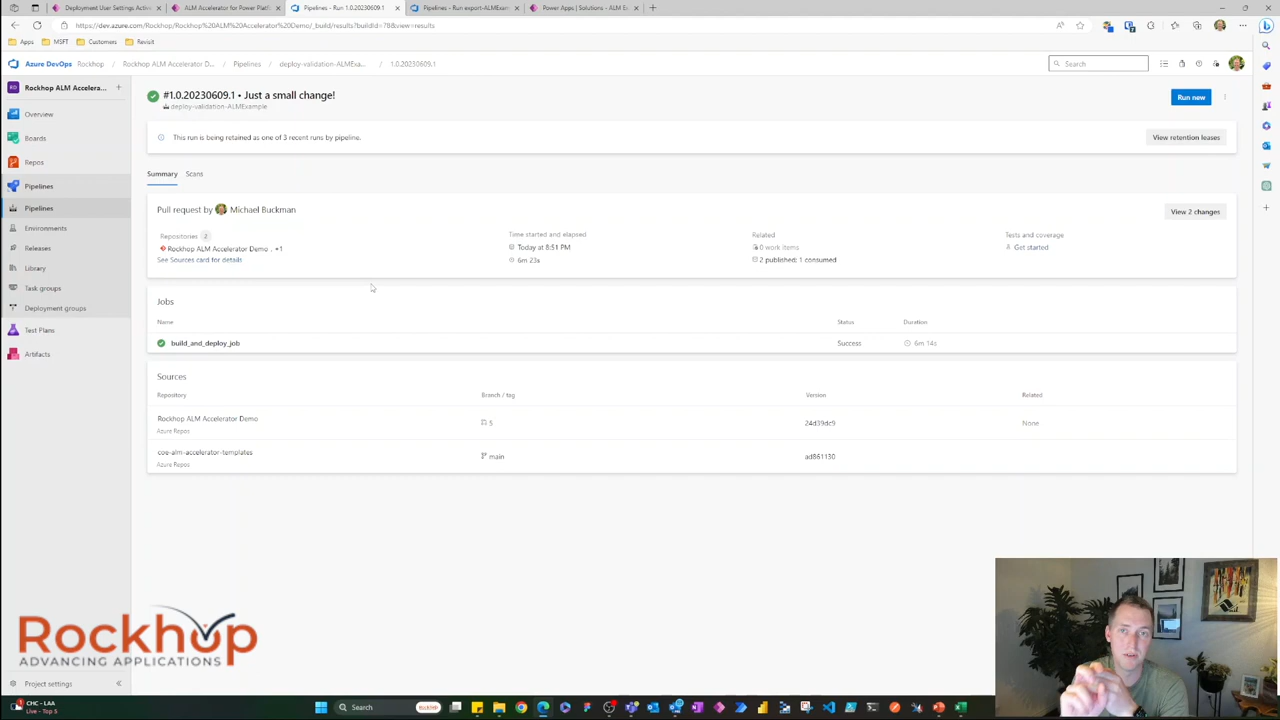 Deployment User Settings Active
ALM Accelerator for Power Platf
Pipelines - Run 1.0.20230609.1
Pipelines - Run export-ALMExam
Power Apps | Solutions - ALM E
https://dev.azure.com/Rockhop/Rockhop%20ALM%20Accelerator%20Demo/_build/results?buildId=78&view=results
Apps
MSFT
Customers
Revisit
Azure DevOps
Rockhop
Rockhop ALM Accelerator D...
Pipelines
deploy-validation-ALMExa...
1.0.20230609.1
Search
RD
Rockhop ALM Accelera...
Overview
Boards
Repos
Pipelines
Pipelines
Environments
Releases
Library
Task groups
Deployment groups
Test Plans
Artifacts
Project settings
#1.0.20230609.1 • Just a small change!
deploy-validation-ALMExample
Run new
This run is being retained as one of 3 recent runs by pipeline.
View retention leases
Summary
Scans
Pull request by Michael Buckman
View 2 changes
Repositories 2
Rockhop ALM Accelerator Demo . +1
See Sources card for details
Time started and elapsed
Today at 8:51 PM
6m 23s
Related
0 work items
2 published; 1 consumed
Tests and coverage
Get started
Jobs
Name Status Duration
build_and_deploy_job Success 6m 14s
Sources
Repository Branch / tag Version Related
Rockhop ALM Accelerator Demo 5 24d39dc9 None
Azure Repos
coe-alm-accelerator-templates main ad861130
Azure Repos
Rockhop
ADVANCING APPLICATIONS
CHC - LAA
Live - Top 5
Search